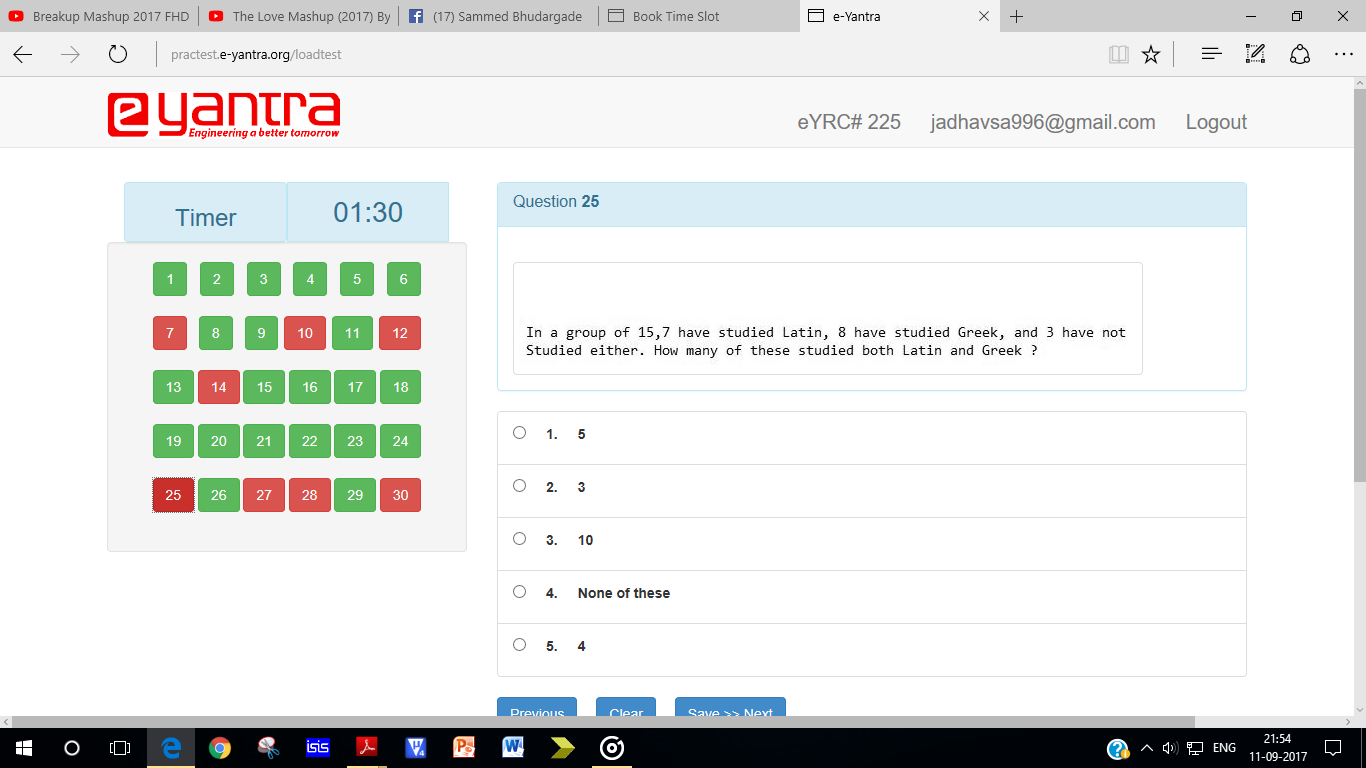 Breakup Mashup 2017 FHD
The Love Mashup (2017) By
(17) Sammed Bhudargade
Book Time Slot
e-Yantra
practest.e-yantra.org/loadtest
e yantra
Engineering a better tomorrow
eYRC# 225 jadhavsa996@gmail.com Logout
Timer 01:30
1 2 3 4 5 6
7 8 9 10 11 12
13 14 15 16 17 18
19 20 21 22 23 24
25 26 27 28 29 30
Question 25
In a group of 15,7 have studied Latin, 8 have studied Greek, and 3 have not
Studied either. How many of these studied both Latin and Greek ?
1. 5
2. 3
3. 10
4. None of these
5. 4
Previous Clear Save >> Next
isis
ENG
21:54
11-09-2017